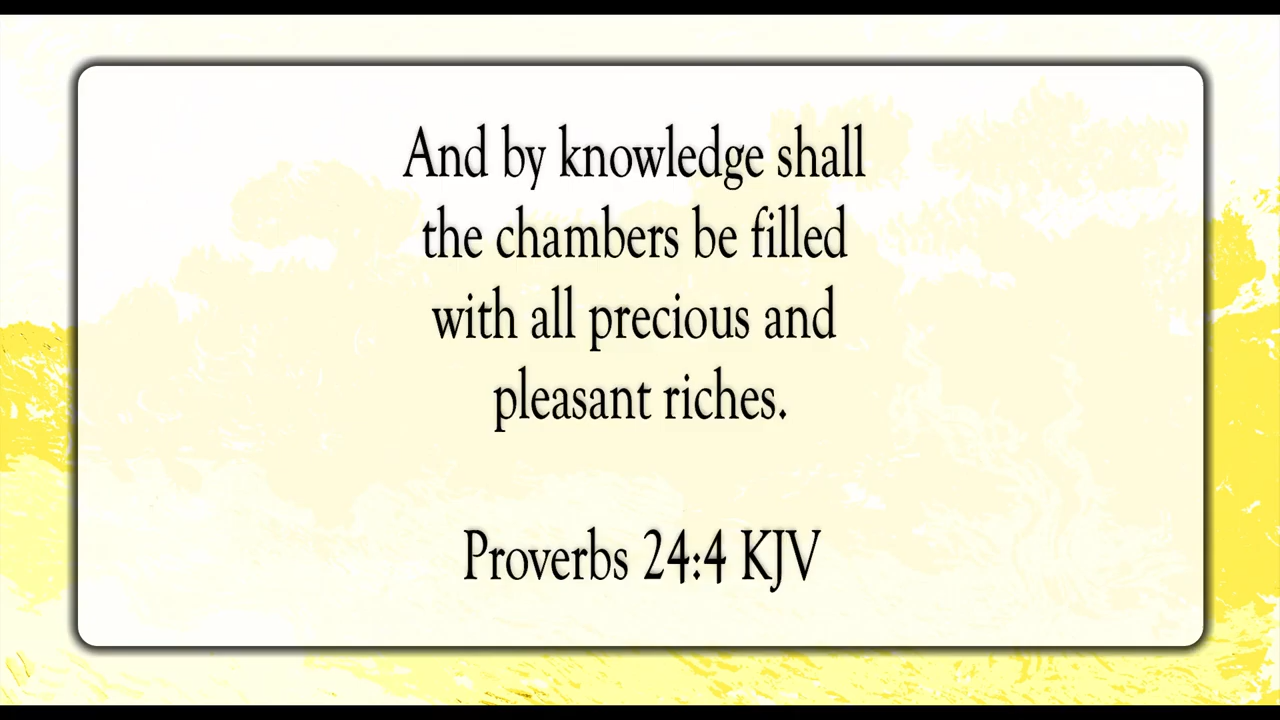 And by knowledge shall
the chambers be filled
with all precious and
pleasant riches.
Proverbs 24:4 KJV